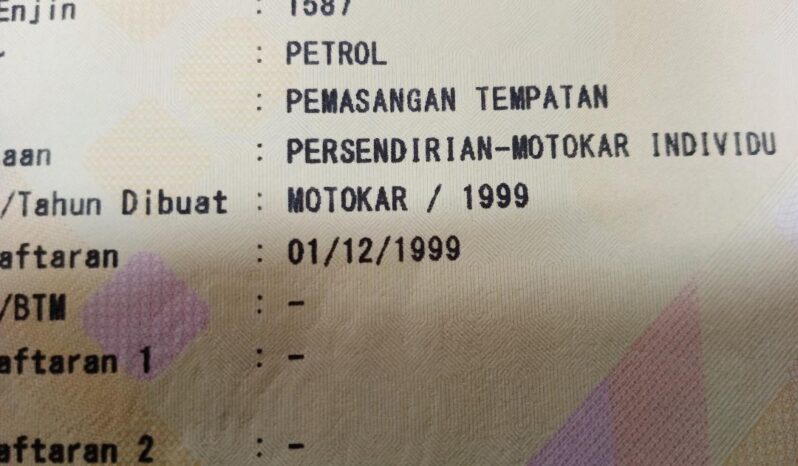 Enjin : 1587
: PETROL
: PEMASANGAN TEMPATAN
aan : PERSENDIRIAN-MOTOKAR INDIVIDU
/Tahun Dibuat : MOTOKAR / 1999
aftaran : 01/12/1999
/BTM : -
aftaran 1 : -
aftaran 2 : -